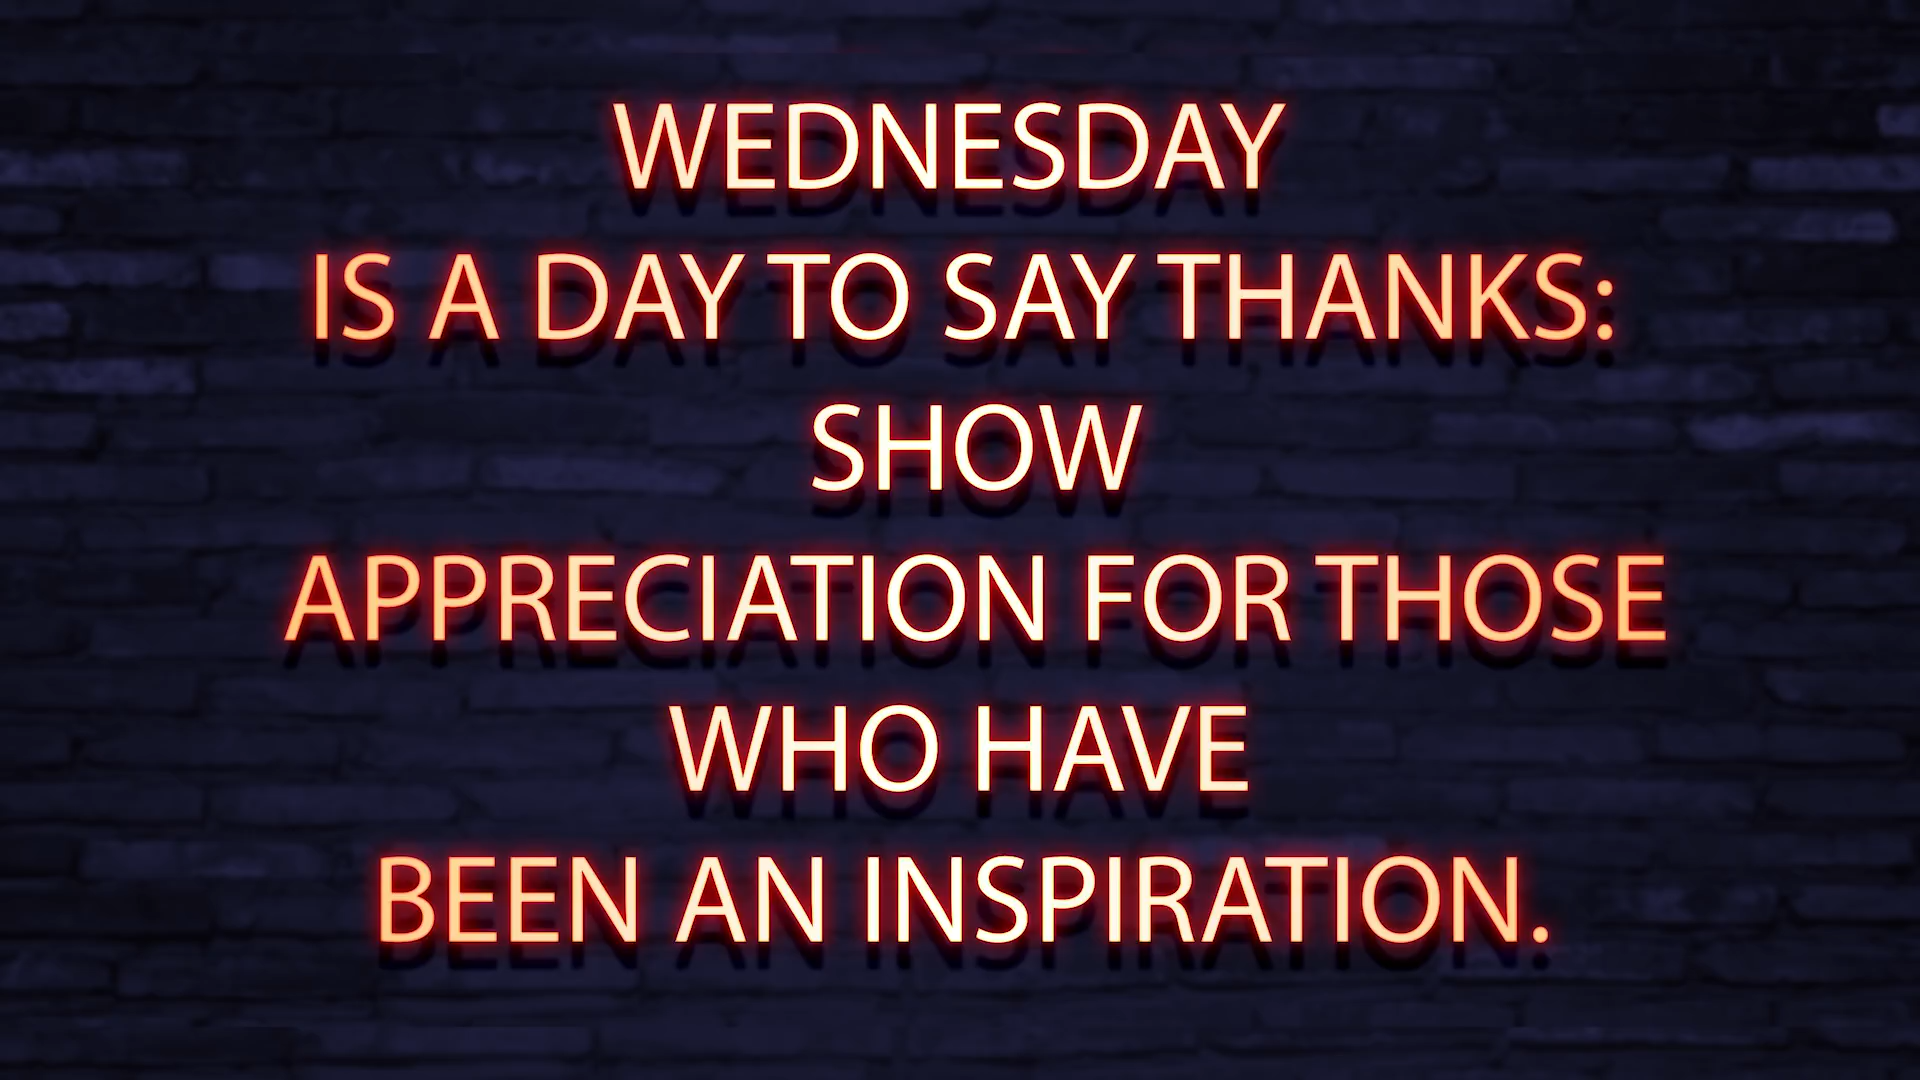 WEDNESDAY
IS A DAY TO SAY THANKS:
SHOW
APPRECIATION FOR THOSE
WHO HAVE
BEEN AN INSPIRATION.